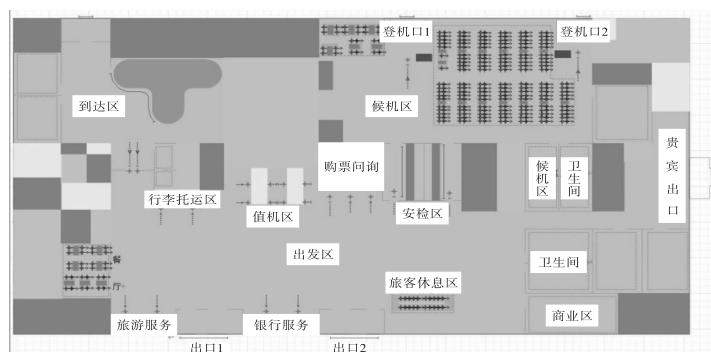 登机口1
登机口2
到达区
候机区
购票问询
行李托运区
值机区
安检区
候机区
卫生间
贵宾出口
出发区
餐厅
卫生间
旅客休息区
商业区
旅游服务
银行服务
出口1
出口2